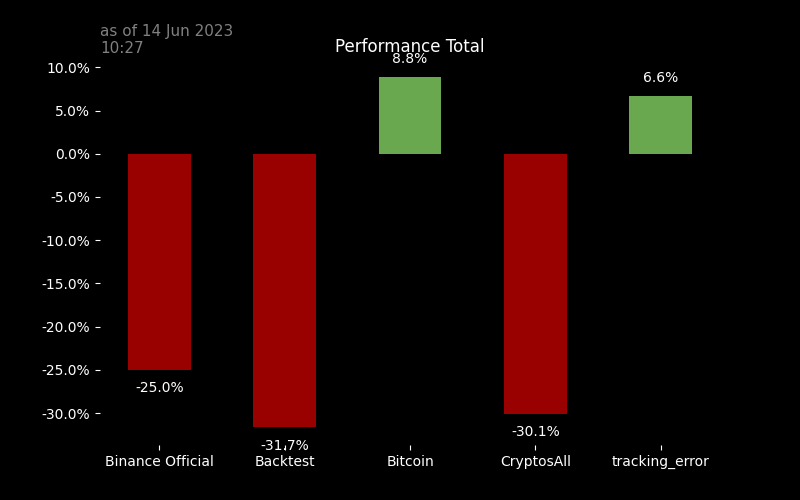 as of 14 Jun 2023
10:27
Performance Total
8.8%
6.6%
10.0%
5.0%
0.0%
-5.0%
-10.0%
-15.0%
-20.0%
-25.0%
-30.0%
-25.0%
-31.7%
-30.1%
Binance Official
Backtest
Bitcoin
CryptosAll
tracking_error